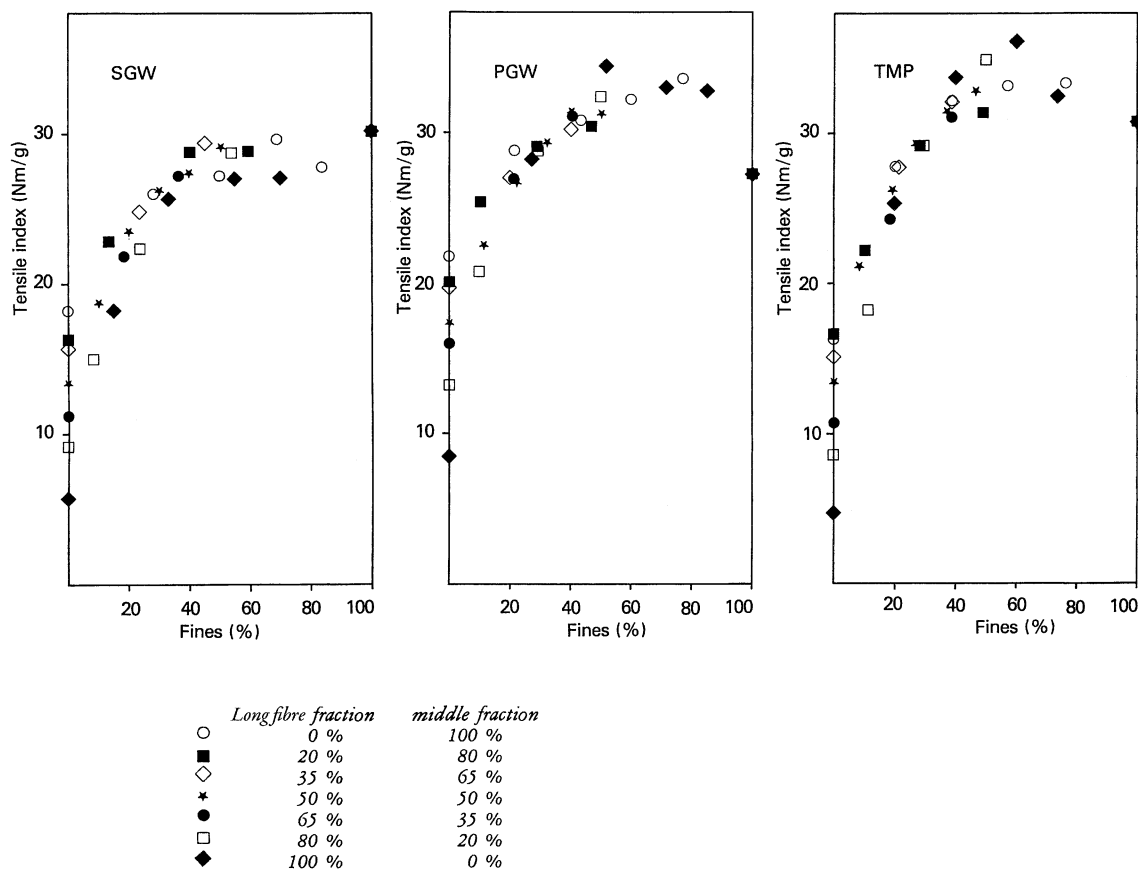 SGW
Tensile index (Nm/g)
30
20
10
20 40 60 80 100
Fines (%)
PGW
Tensile index (Nm/g)
30
20
10
20 40 60 80 100
Fines (%)
TMP
Tensile index (Nm/g)
30
20
10
20 40 60 80 100
Fines (%)
Long fibre fraction middle fraction
0 % 100 %
20 % 80 %
35 % 65 %
50 % 50 %
65 % 35 %
80 % 20 %
100 % 0 %